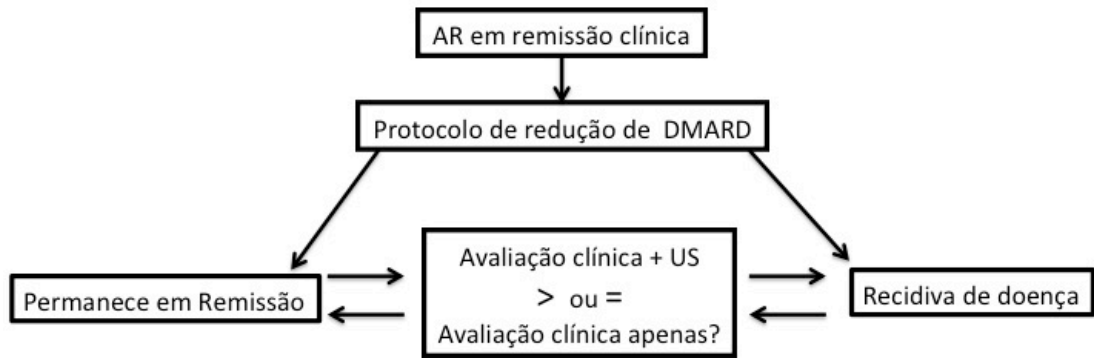 AR em remissão clínica
Protocolo de redução de DMARD
Avaliação clínica + US
> ou =
Avaliação clínica apenas?
Permanece em Remissão
Recidiva de doença